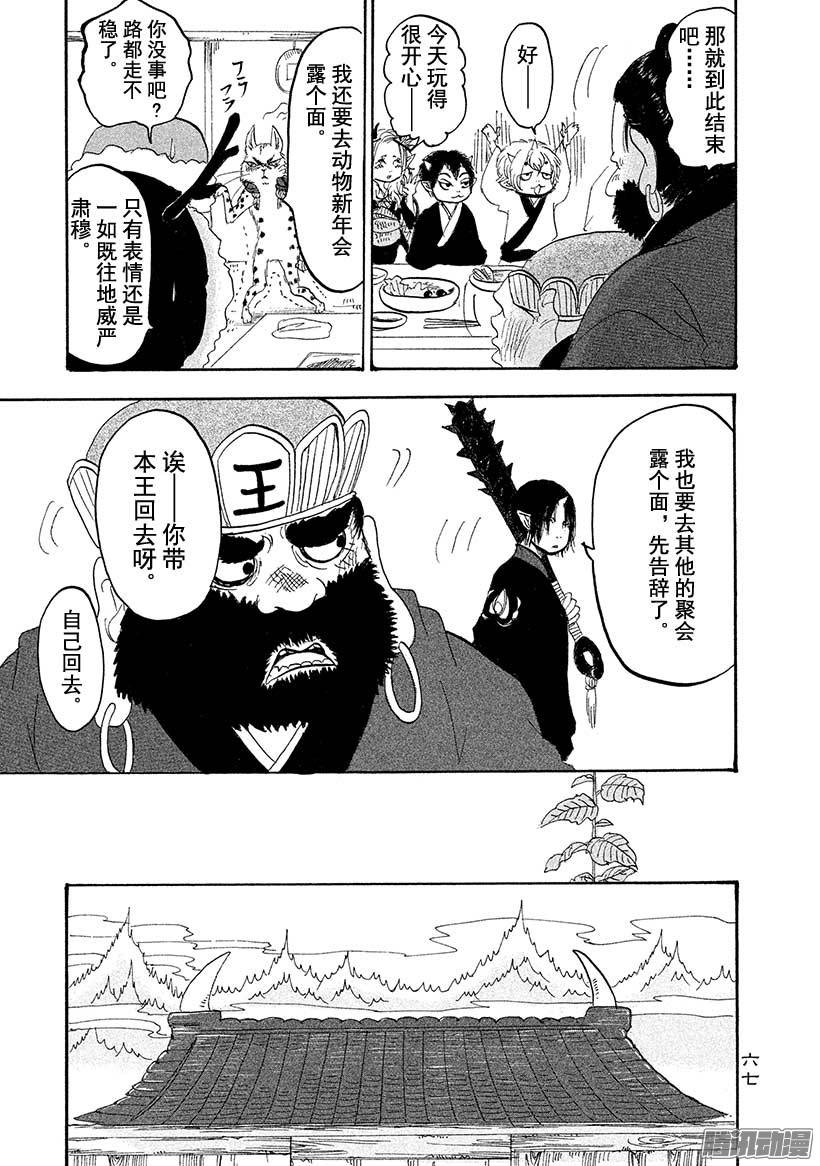 那就到此结束
吧……
好——
今天玩得
很开心——
我还要去动物新年会
露个面。
フラ
フラ
你没事吧？
路都走不
稳了。
只有表情还是
一如既往地威严
肃穆。
我也要去其他的聚会
露个面，先告辞了。
王
诶——你带
本王回去呀。
自己回去。
六七
腾讯动漫